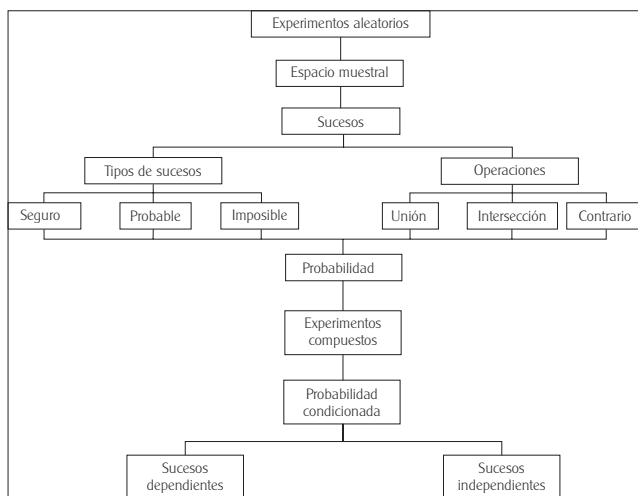 Experimentos aleatorios
Espacio muestral
Sucesos
Tipos de sucesos
Operaciones
Seguro
Probable
Imposible
Unión
Intersección
Contrario
Probabilidad
Experimentos
compuestos
Probabilidad
condicionada
Sucesos
dependientes
Sucesos
independientes